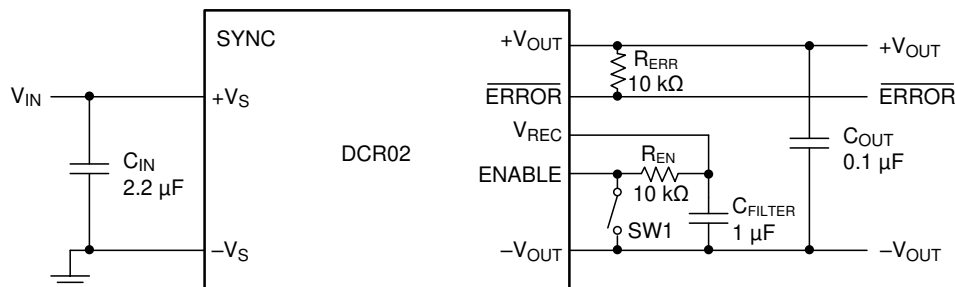 SYNC
+VOUT
+VOUT
RERR
10 kΩ
VIN
+VS
ERROR
ERROR
VREC
CIN
2.2 µF
DCR02
COUT
0.1 µF
REN
ENABLE
10 kΩ
CFILTER
1 µF
SW1
–VS
–VOUT
–VOUT